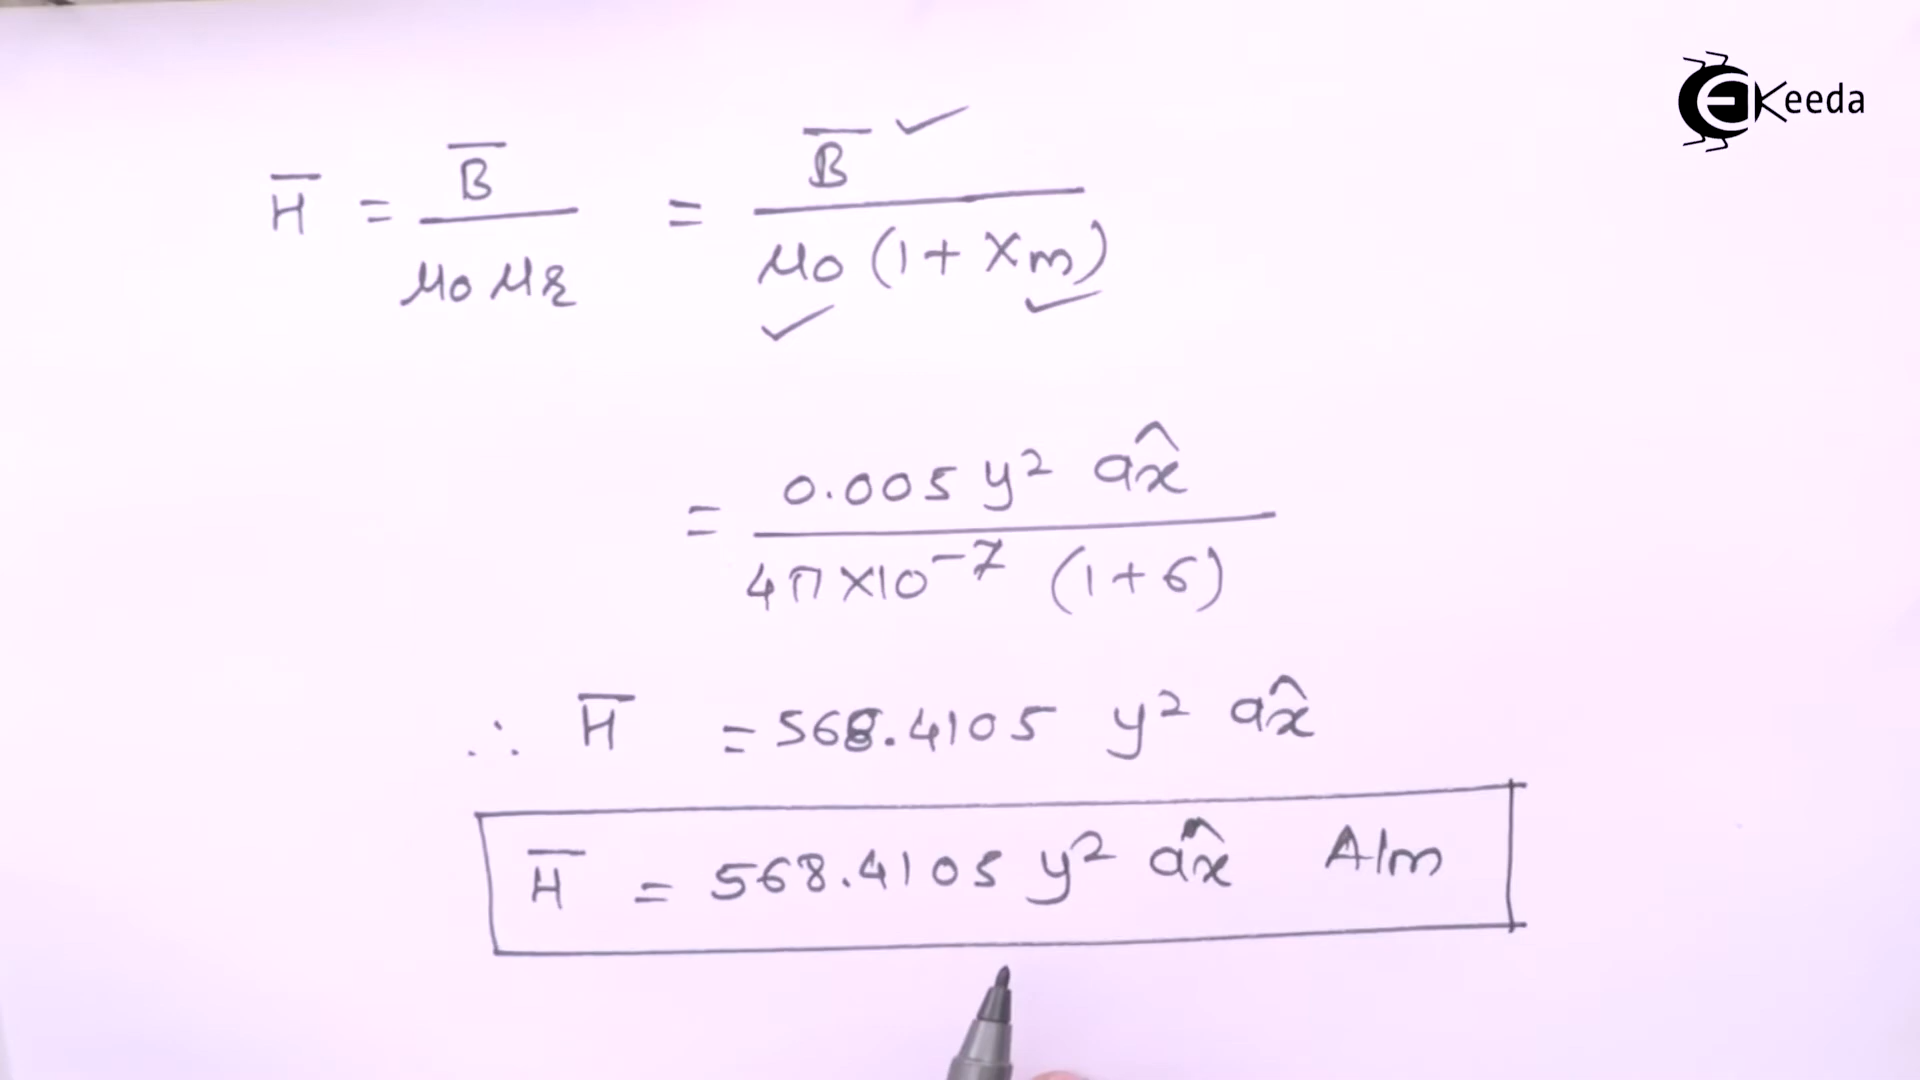 EKeeda
H̅ = B̅ / μ0 μr = B̅ ✓ / μ0 ✓ (1 + χm ✓)
= 0.005 y² ax̂ / 4π×10⁻⁷ (1+6)
∴ H̅ = 568.4105 y² ax̂
H̅ = 568.4105 y² ax̂ A/m